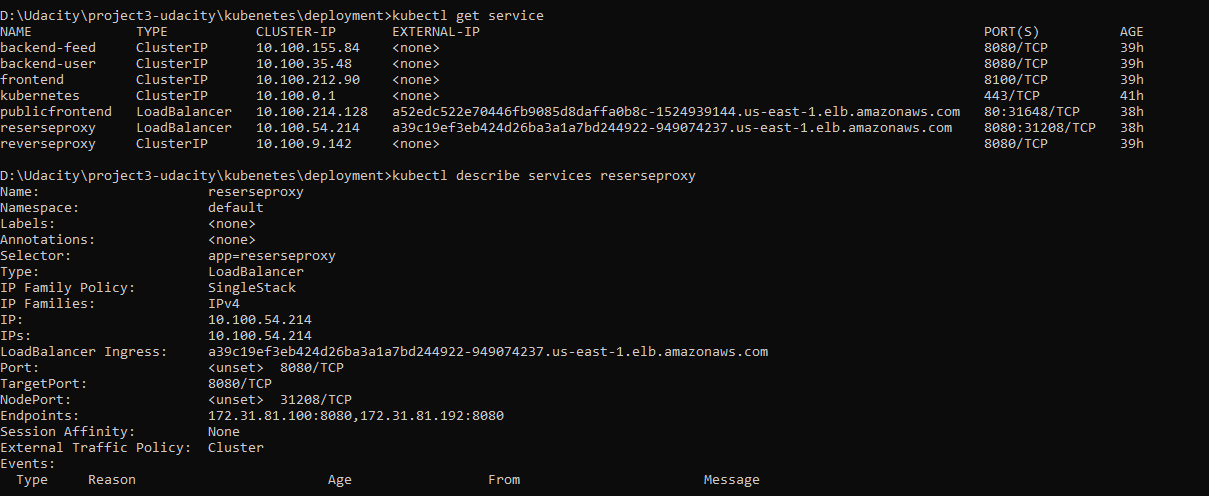 D:\Udacity\project3-udacity\kubenetes\deployment>kubectl get service
NAME TYPE CLUSTER-IP EXTERNAL-IP PORT(S) AGE
backend-feed ClusterIP 10.100.155.84 <none> 8080/TCP 39h
backend-user ClusterIP 10.100.35.48 <none> 8080/TCP 39h
frontend ClusterIP 10.100.212.90 <none> 8100/TCP 39h
kubernetes ClusterIP 10.100.0.1 <none> 443/TCP 41h
publicfrontend LoadBalancer 10.100.214.128 a52edc522e70446fb9085d8daffa0b8c-1524939144.us-east-1.elb.amazonaws.com 80:31648/TCP 38h
reserseproxy LoadBalancer 10.100.54.214 a39c19ef3eb424d26ba3a1a7bd244922-949074237.us-east-1.elb.amazonaws.com 8080:31208/TCP 38h
reverseproxy ClusterIP 10.100.9.142 <none> 8080/TCP 39h
D:\Udacity\project3-udacity\kubenetes\deployment>kubectl describe services reserseproxy
Name: reserseproxy
Namespace: default
Labels: <none>
Annotations: <none>
Selector: app=reserseproxy
Type: LoadBalancer
IP Family Policy: SingleStack
IP Families: IPv4
IP: 10.100.54.214
IPs: 10.100.54.214
LoadBalancer Ingress: a39c19ef3eb424d26ba3a1a7bd244922-949074237.us-east-1.elb.amazonaws.com
Port: <unset> 8080/TCP
TargetPort: 8080/TCP
NodePort: <unset> 31208/TCP
Endpoints: 172.31.81.100:8080,172.31.81.192:8080
Session Affinity: None
External Traffic Policy: Cluster
Events:
Type Reason Age From Message